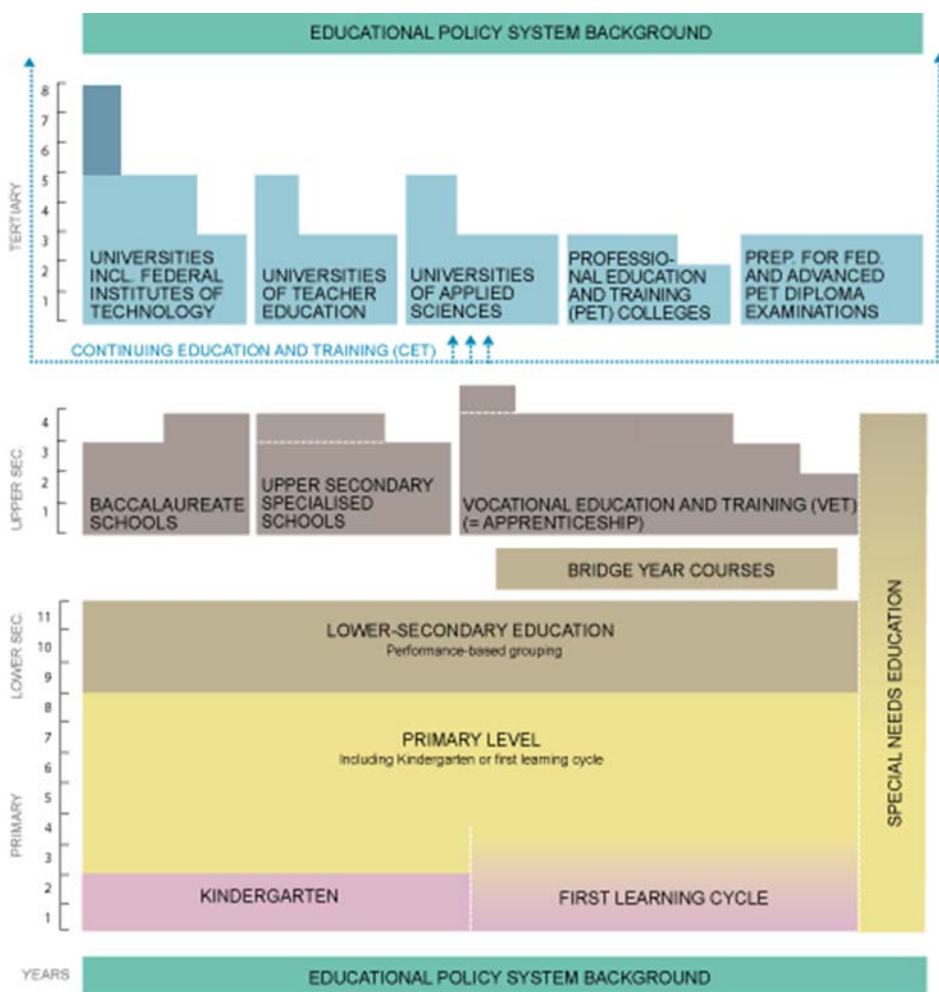 EDUCATIONAL POLICY SYSTEM BACKGROUND
TERTIARY
8
7
6
5
4
3
2
1
UNIVERSITIES
INCL. FEDERAL
INSTITUTES OF
TECHNOLOGY
UNIVERSITIES
OF TEACHER
EDUCATION
UNIVERSITIES
OF APPLIED
SCIENCES
PROFESSIO-
NAL EDUCATION
AND TRAINING
(PET) COLLEGES
PREP. FOR FED.
AND ADVANCED
PET DIPLOMA
EXAMINATIONS
CONTINUING EDUCATION AND TRAINING (CET)
UPPER SEC.
4
3
2
1
BACCALAUREATE
SCHOOLS
UPPER SECONDARY
SPECIALISED
SCHOOLS
VOCATIONAL EDUCATION AND TRAINING (VET)
(= APPRENTICESHIP)
BRIDGE YEAR COURSES
SPECIAL NEEDS EDUCATION
LOWER SEC.
11
10
9
LOWER-SECONDARY EDUCATION
Performance-based grouping
PRIMARY
8
7
6
5
4
3
2
1
PRIMARY LEVEL
Including Kindergarten or first learning cycle
KINDERGARTEN
FIRST LEARNING CYCLE
YEARS
EDUCATIONAL POLICY SYSTEM BACKGROUND